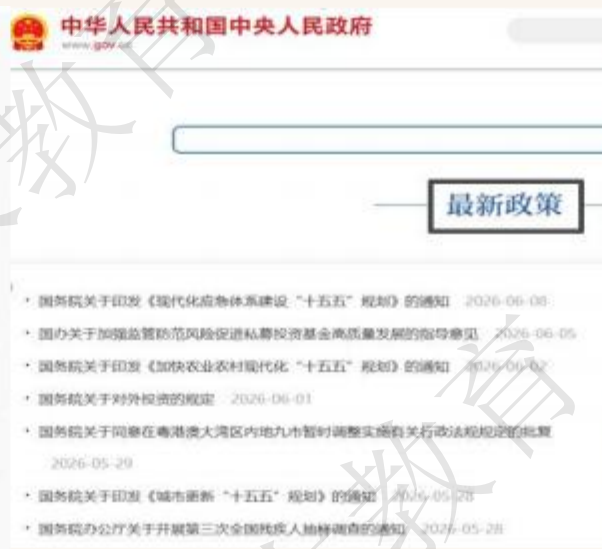 中华人民共和国中央人民政府
www.gov.cn
最新政策
· 国务院关于印发《现代化应急体系建设“十五五”规划》的通知 2026-06-08
· 国办关于加强监管防范风险促进私募投资基金高质量发展的指导意见 2026-06-05
· 国务院关于印发《加快农业农村现代化“十五五”规划》的通知 2026-06-02
· 国务院关于对外投资的规定 2026-06-01
· 国务院关于同意在粤港澳大湾区内地九市暂时调整实施有关行政法规规定的批复
2026-05-29
· 国务院关于印发《城市更新“十五五”规划》的通知 2026-05-28
· 国务院办公厅关于开展第三次全国残疾人抽样调查的通知 2026-05-28
教育
教育